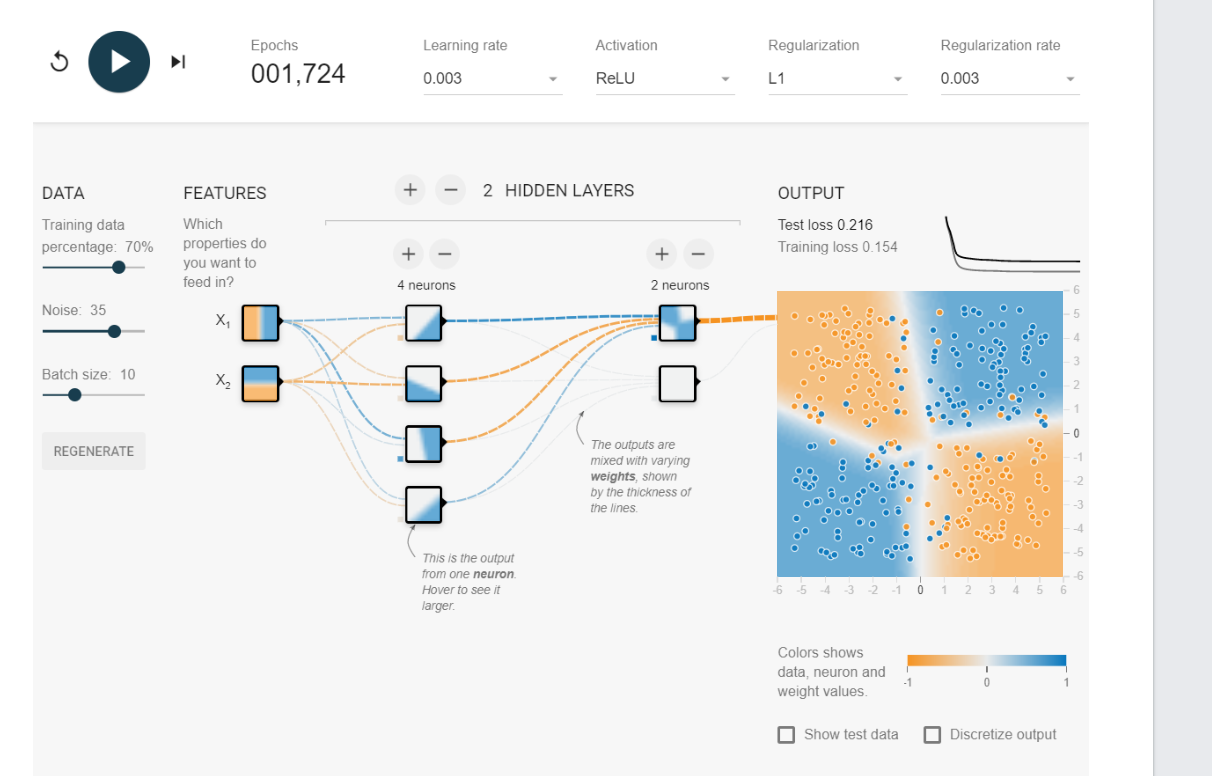 Epochs
001,724
Learning rate
0.003
Activation
ReLU
Regularization
L1
Regularization rate
0.003
DATA
Training data
percentage: 70%
Noise: 35
Batch size: 10
REGENERATE
FEATURES
Which
properties do
you want to
feed in?
X1
X2
+ − 2 HIDDEN LAYERS
+ −
4 neurons
+ −
2 neurons
The outputs are
mixed with varying
weights, shown
by the thickness of
the lines.
This is the output
from one neuron.
Hover to see it
larger.
OUTPUT
Test loss 0.216
Training loss 0.154
6
5
4
3
2
1
0
-1
-2
-3
-4
-5
-6
-6 -5 -4 -3 -2 -1 0 1 2 3 4 5 6
Colors shows
data, neuron and
weight values.
-1 0 1
Show test data
Discretize output